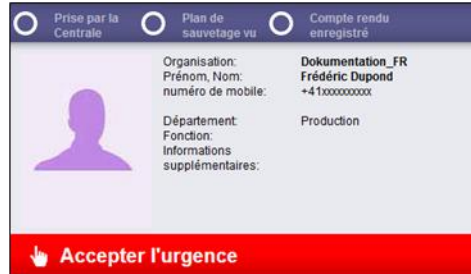 Prise par la
Centrale
Plan de
sauvetage vu
Compte rendu
enregistré
Organisation: Dokumentation_FR
Prénom, Nom: Frédéric Dupond
numéro de mobile: +41xxxxxxxxx
Département: Production
Fonction:
Informations
supplémentaires:
Accepter l'urgence